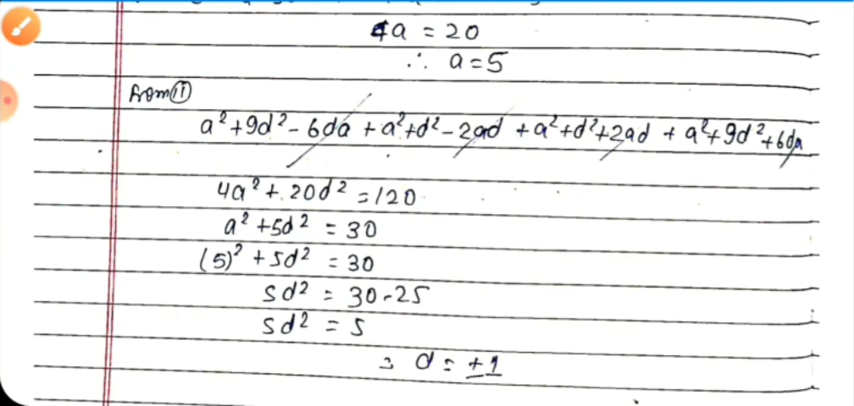 4a = 20
∴ a=5
from (ii)
a²+9d²-6da+a²+d²-2ad+a²+d²+2ad+a²+9d²+6da
4a²+20d²=120
a²+5d²=30
(5)²+5d²=30
5d²=30-25
5d²=5
∴ d=±1